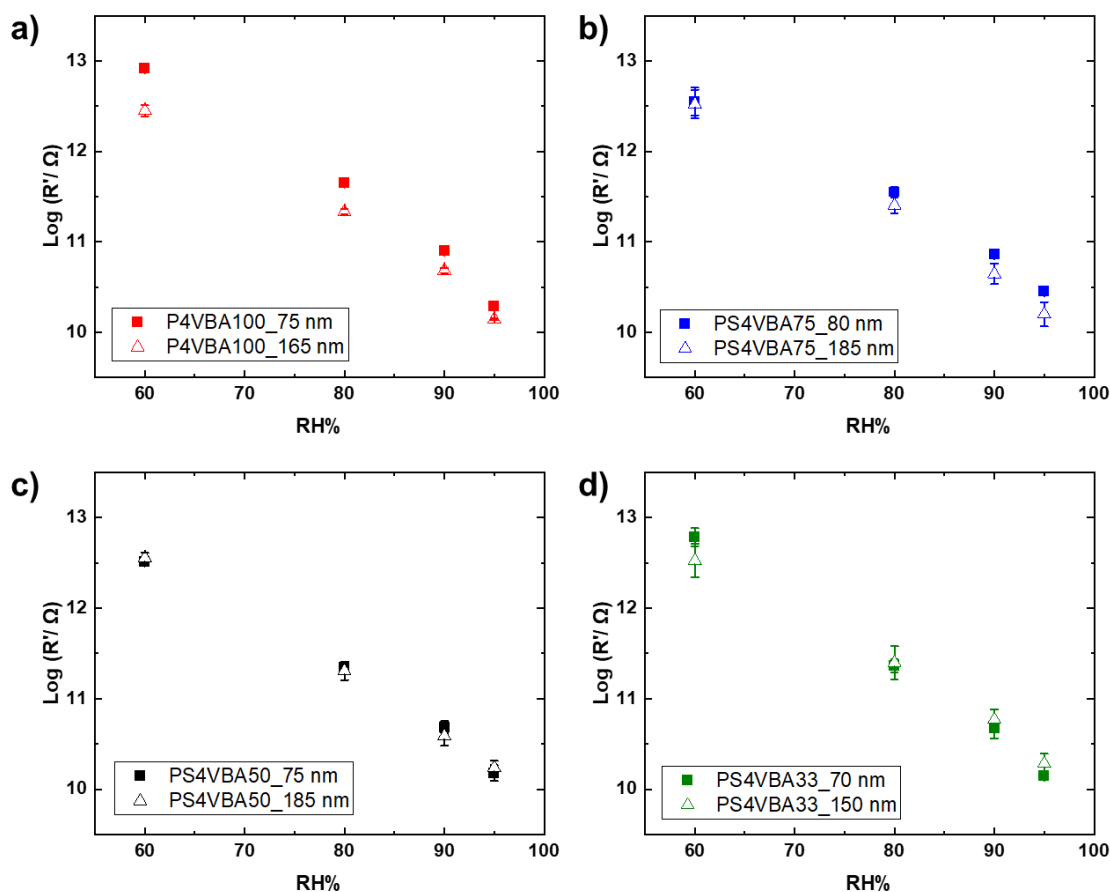 a)
Log (R'/ Ω)
13
12
11
10
P4VBA100_75 nm
P4VBA100_165 nm
60 70 80 90 100
RH%
b)
Log (R'/ Ω)
13
12
11
10
PS4VBA75_80 nm
PS4VBA75_185 nm
60 70 80 90 100
RH%
c)
Log (R'/ Ω)
13
12
11
10
PS4VBA50_75 nm
PS4VBA50_185 nm
60 70 80 90 100
RH%
d)
Log (R'/ Ω)
13
12
11
10
PS4VBA33_70 nm
PS4VBA33_150 nm
60 70 80 90 100
RH%